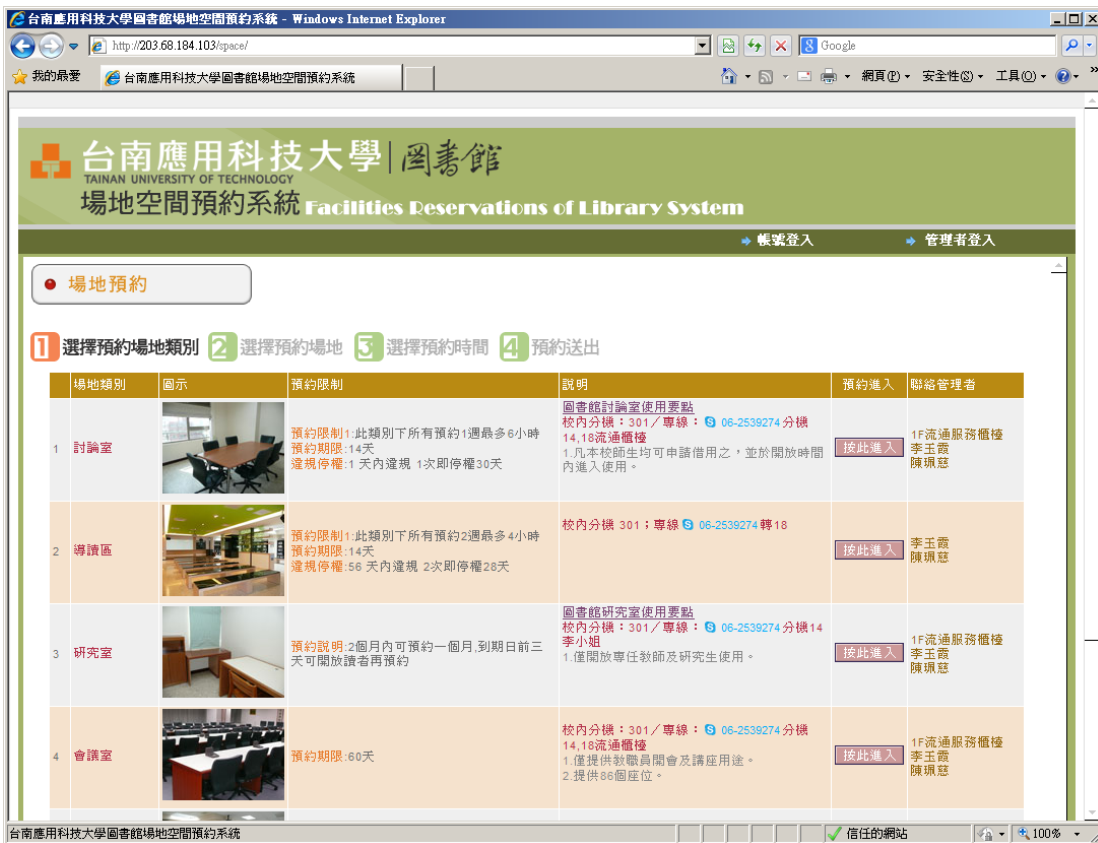 台南應用科技大學圖書館場地空間預約系統 - Windows Internet Explorer
http://203.68.184.103/space/
Google
我的最愛
台南應用科技大學圖書館場地空間預約系統
網頁(P)
安全性(S)
工具(O)
台南應用科技大學|圖書館
TAINAN UNIVERSITY OF TECHNOLOGY
場地空間預約系統 Facilities Reservations of Library System
帳號登入
管理者登入
場地預約
1 選擇預約場地類別 2 選擇預約場地 3 選擇預約時間 4 預約送出
場地類別 圖示 預約限制 說明 預約進入 聯絡管理者
1 討論室
預約限制1:此類別下所有預約1週最多6小時
預約期限:14天
違規停權:1 天內違規 1次即停權30天
圖書館討論室使用要點
校內分機：301／專線： 06-2539274分機
14,18流通櫃檯
1.凡本校師生均可申請借用之，並於開放時間
內進入使用。
按此進入
1F流通服務櫃檯
李玉霞
陳珮慈
2 導讀區
預約限制1:此類別下所有預約2週最多4小時
預約期限:14天
違規停權:56 天內違規 2次即停權28天
校內分機 301；專線 06-2539274轉18
按此進入
李玉霞
陳珮慈
3 研究室
預約說明:2個月內可預約一個月,到期日前三
天可開放讀者再預約
圖書館研究室使用要點
校內分機：301／專線： 06-2539274分機14
李小姐
1.僅開放專任教師及研究生使用。
按此進入
1F流通服務櫃檯
李玉霞
陳珮慈
4 會議室
預約期限:60天
校內分機：301／專線： 06-2539274分機
14,18流通櫃檯
1.僅提供教職員開會及講座用途。
2.提供86個座位。
按此進入
1F流通服務櫃檯
李玉霞
陳珮慈
台南應用科技大學圖書館場地空間預約系統
信任的網站
100%